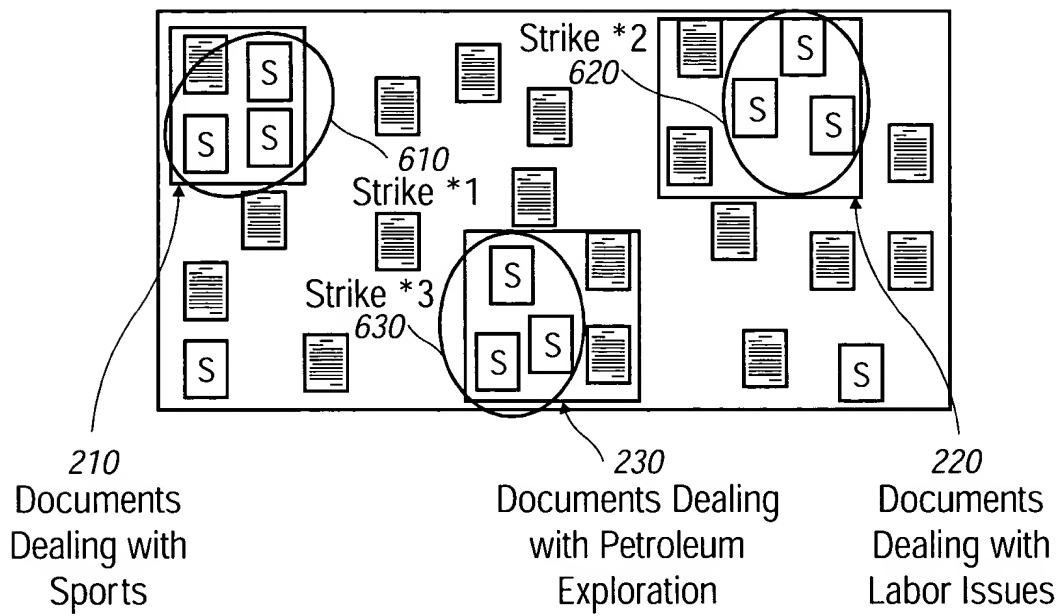 Strike *2
620
S
S
S
S
S
S
610
Strike *1
S
Strike *3
630
S
S
S
S
210
Documents
Dealing with
Sports
230
Documents Dealing
with Petroleum
Exploration
220
Documents
Dealing with
Labor Issues